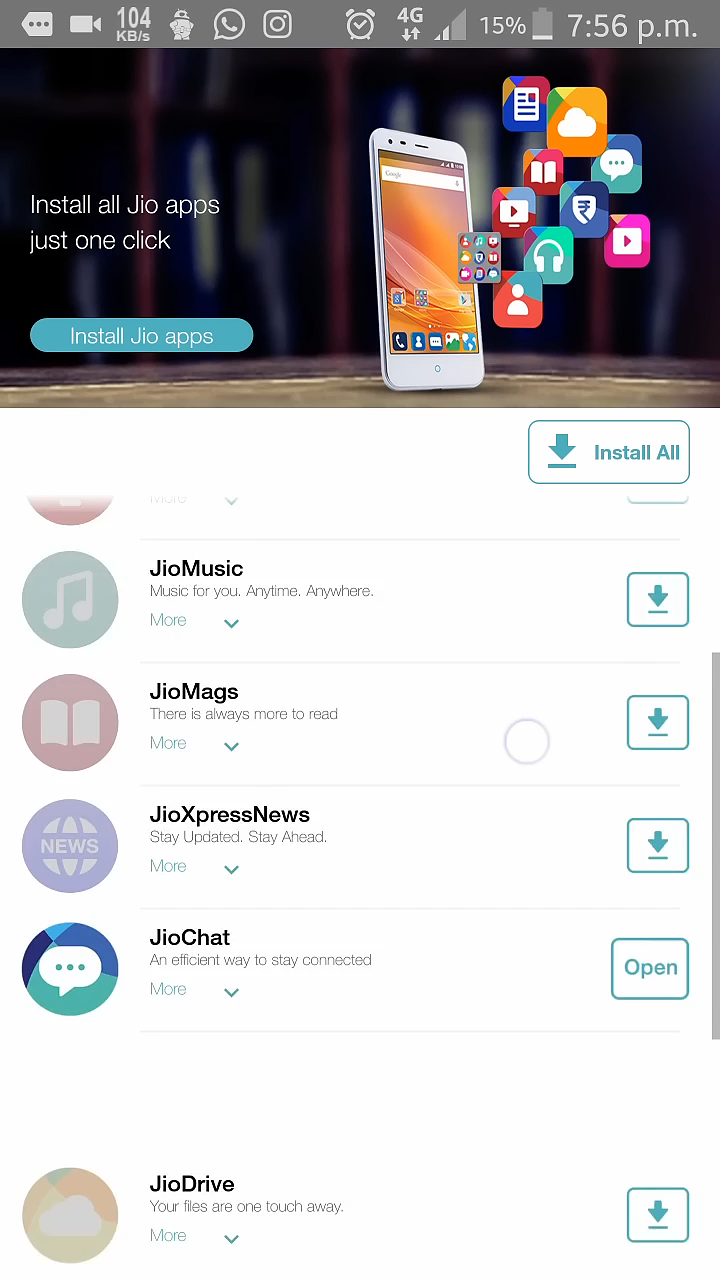 104
KB/s
4G
15%
7:56 p.m.
Google
Install all Jio apps
just one click
Install Jio apps
Install All
More
JioMusic
Music for you. Anytime. Anywhere.
More
JioMags
There is always more to read
More
JioXpressNews
Stay Updated. Stay Ahead.
More
NEWS
JioChat
An efficient way to stay connected
More
Open
JioDrive
Your files are one touch away.
More